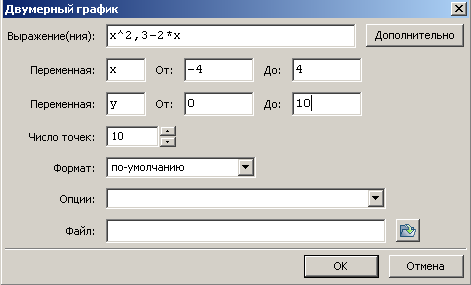 Двумерный график
Выражение(ния): x^2,3-2*x Дополнительно
Переменная: x От: -4 До: 4
Переменная: y От: 0 До: 10
Число точек: 10
Формат: по-умолчанию
Опции:
Файл:
OK Отмена